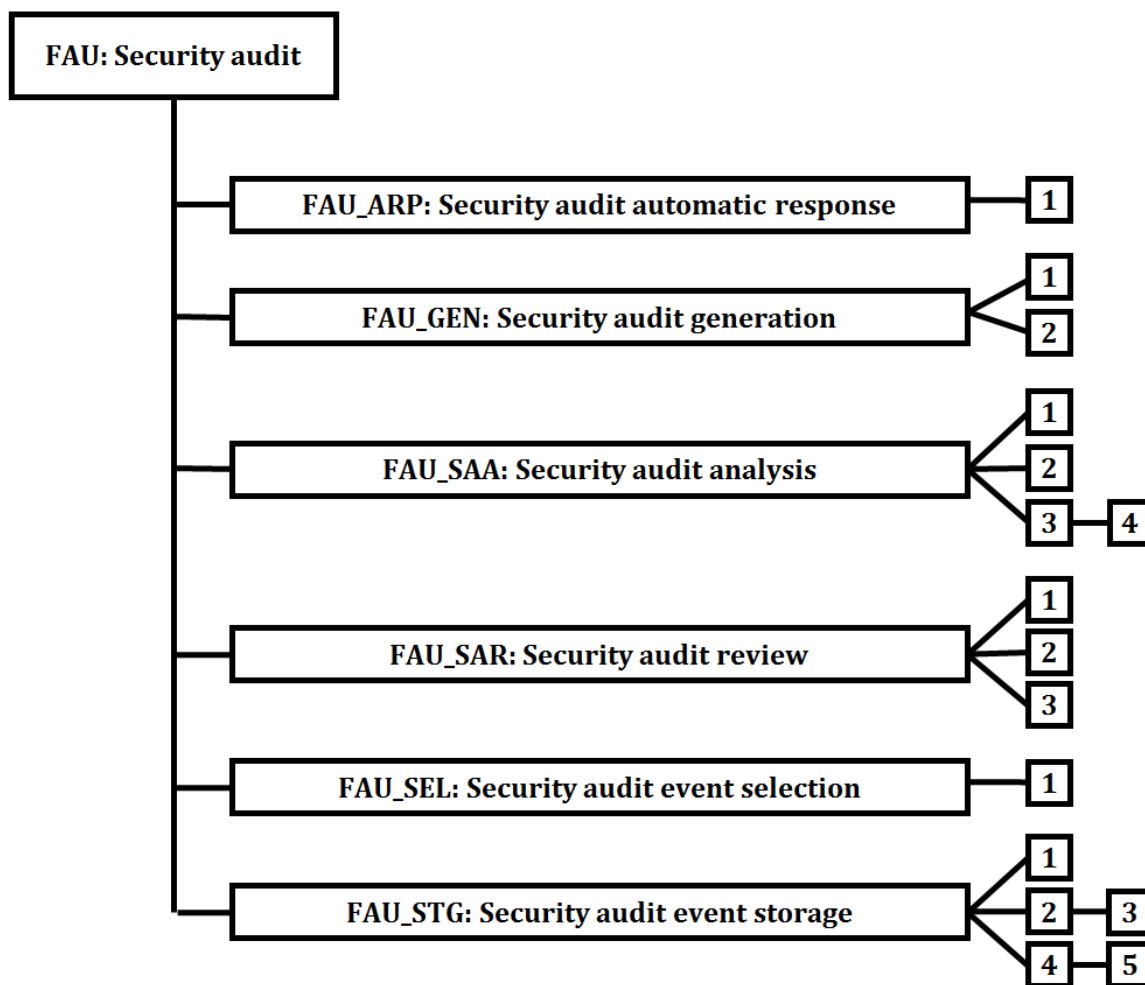 FAU: Security audit
FAU_ARP: Security audit automatic response
1
FAU_GEN: Security audit generation
1
2
FAU_SAA: Security audit analysis
1
2
3
4
FAU_SAR: Security audit review
1
2
3
FAU_SEL: Security audit event selection
1
FAU_STG: Security audit event storage
1
2
3
4
5